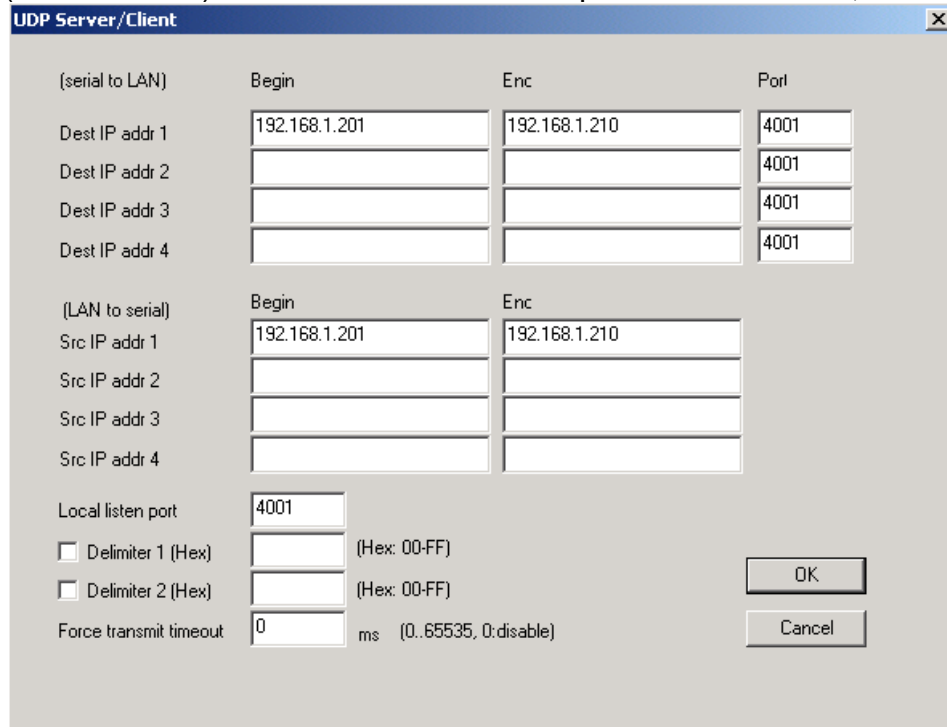 UDP Server/Client
(serial to LAN) Begin Enc Porl
Dest IP addr 1 192.168.1.201 192.168.1.210 4001
Dest IP addr 2 4001
Dest IP addr 3 4001
Dest IP addr 4 4001
(LAN to serial) Begin Enc
Src IP addr 1 192.168.1.201 192.168.1.210
Src IP addr 2
Src IP addr 3
Src IP addr 4
Local listen port 4001
Delimiter 1 (Hex) (Hex: 00-FF)
Delimiter 2 (Hex) (Hex: 00-FF)
OK
Force transmit timeout 0 ms (0..65535, 0:disable)
Cancel